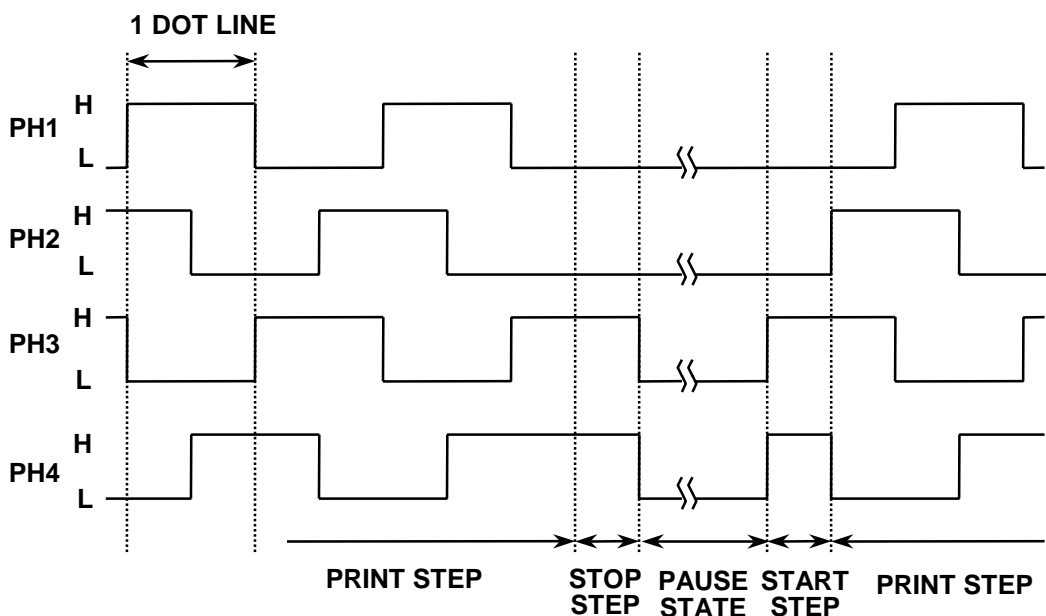 1 DOT LINE
PH1
H
L
PH2
H
L
PH3
H
L
PH4
H
L
PRINT STEP
STOP STEP
PAUSE STATE
START STEP
PRINT STEP